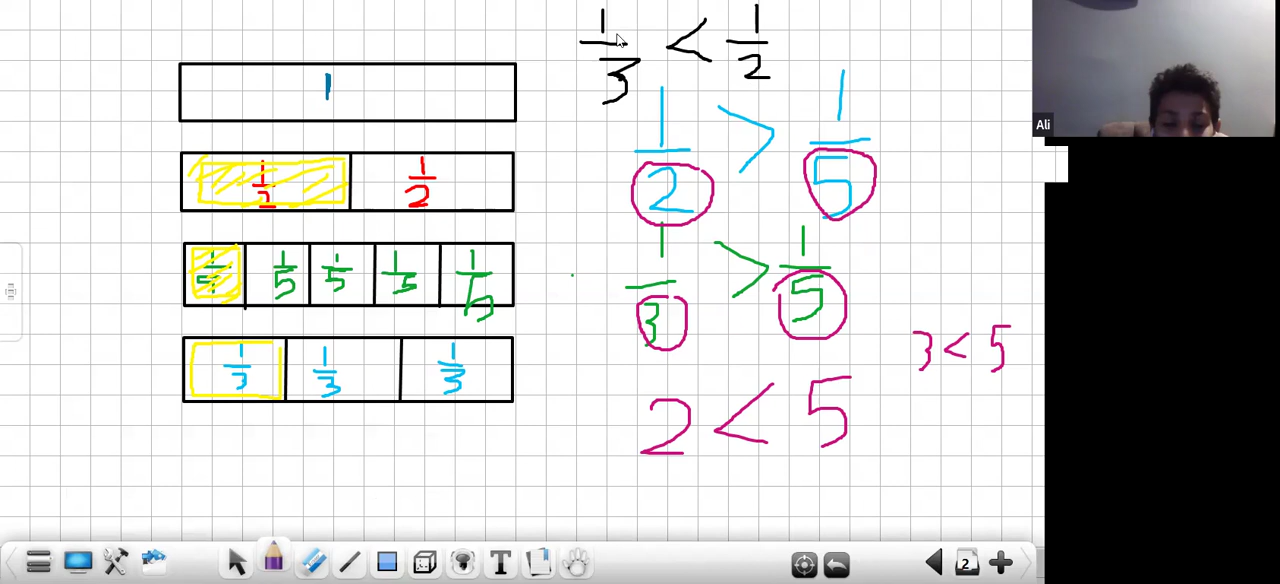 1/3 < 1/2
1
1/2 > 1/5
1/2 1/2
1/5 1/5 1/5 1/5 1/5
1/3 > 1/5
1/3 1/3 1/3
3 < 5
2 < 5
Ali
T
2